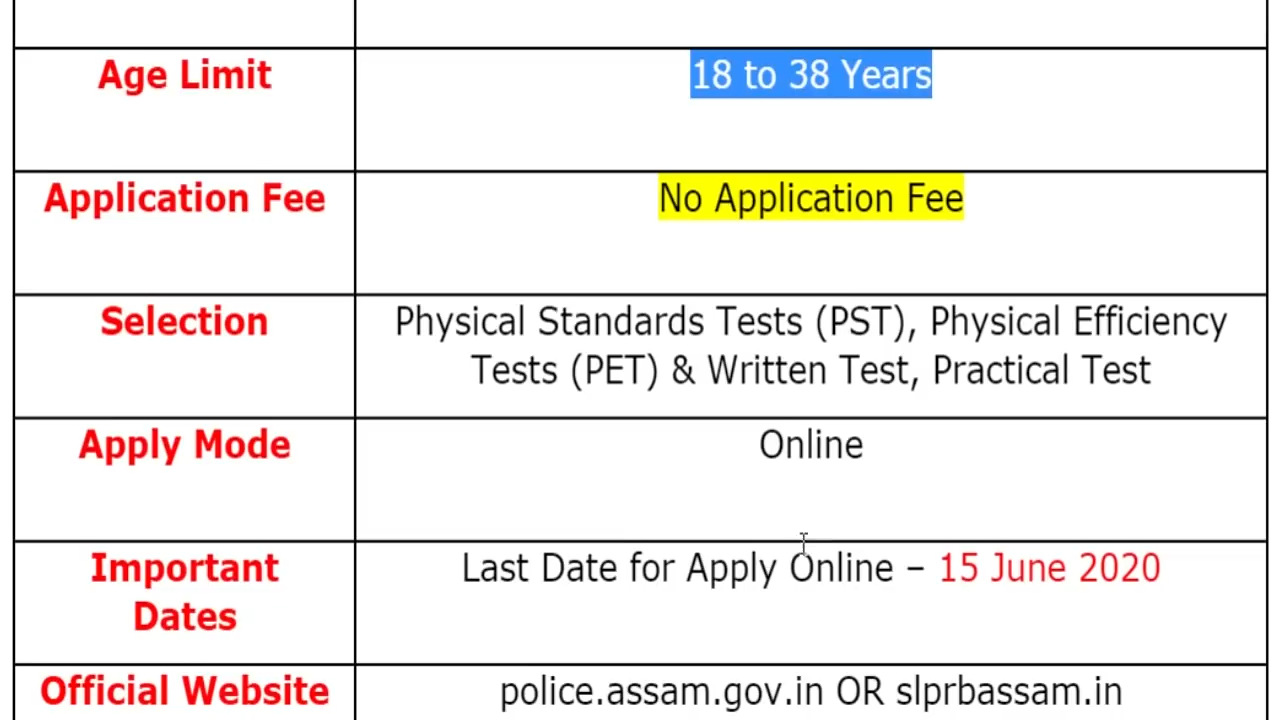 Age Limit
18 to 38 Years
Application Fee
No Application Fee
Selection
Physical Standards Tests (PST), Physical Efficiency
Tests (PET) & Written Test, Practical Test
Apply Mode
Online
Important
Dates
Last Date for Apply Online – 15 June 2020
Official Website
police.assam.gov.in OR slprbassam.in